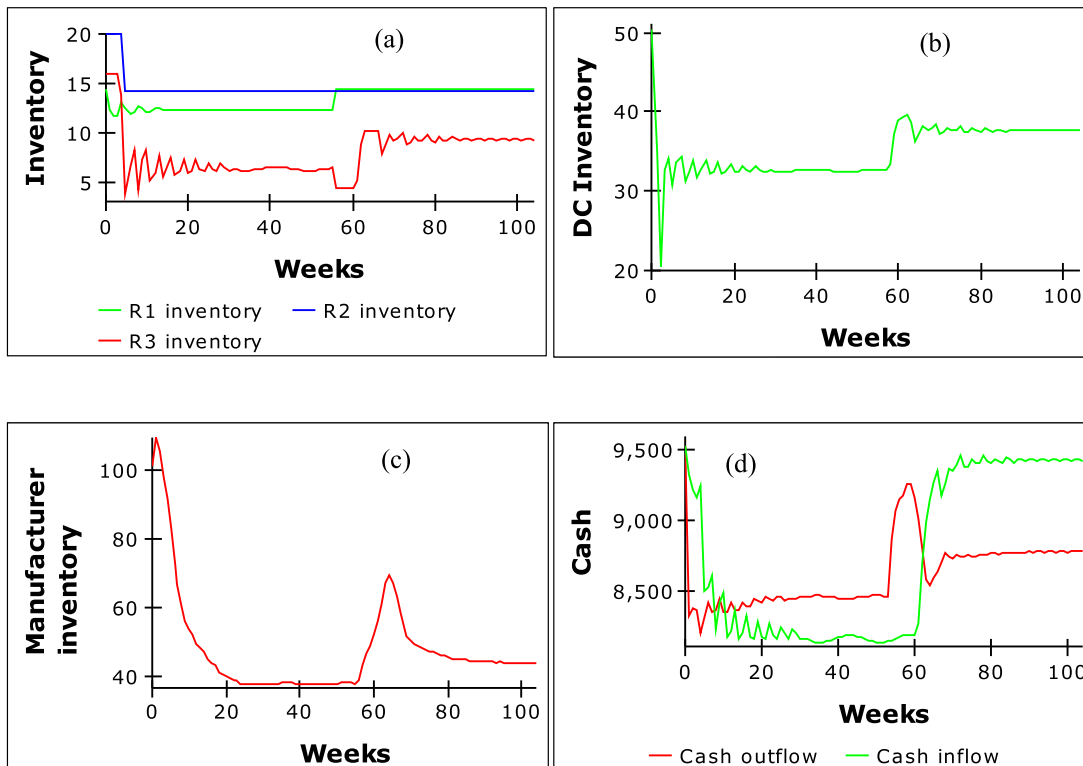 (a)
Inventory
20
15
10
5
0 20 40 60 80 100
Weeks
R1 inventory R2 inventory
R3 inventory
(b)
DC Inventory
50
40
30
20
0 20 40 60 80 100
Weeks
(c)
Manufacturer
inventory
100
80
60
40
0 20 40 60 80 100
Weeks
(d)
Cash
9,500
9,000
8,500
0 20 40 60 80 100
Weeks
Cash outflow Cash inflow